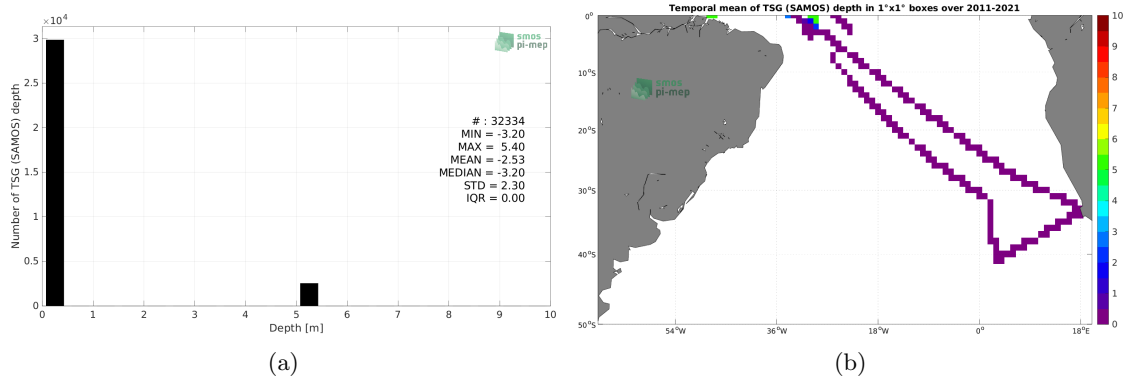 ×10⁴
3
2.5
2
1.5
1
0.5
0
0 1 2 3 4 5 6 7 8 9 10
Number of TSG (SAMOS) depth
Depth [m]
smos
pi-mep
# : 32334
MIN = -3.20
MAX = 5.40
MEAN = -2.53
MEDIAN = -3.20
STD = 2.30
IQR = 0.00
(a)
Temporal mean of TSG (SAMOS) depth in 1°x1° boxes over 2011-2021
0°
10°S
20°S
30°S
40°S
50°S
54°W 36°W 18°W 0° 18°E
smos
pi-mep
10
9
8
7
6
5
4
3
2
1
0
(b)